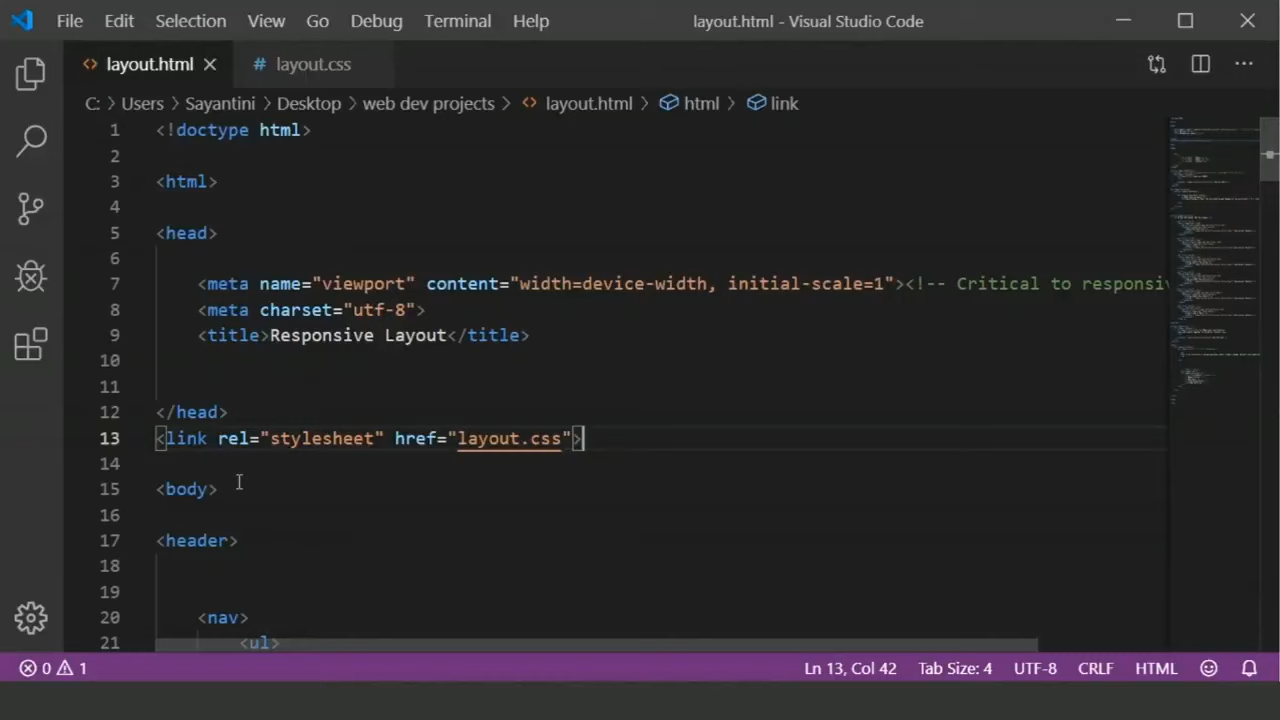 File Edit Selection View Go Debug Terminal Help layout.html - Visual Studio Code
layout.html layout.css
C: > Users > Sayantini > Desktop > web dev projects > layout.html > html > link
1 <!doctype html>
2
3 <html>
4
5 <head>
6
7 <meta name="viewport" content="width=device-width, initial-scale=1"><!-- Critical to responsiv
8 <meta charset="utf-8">
9 <title>Responsive Layout</title>
10
11
12 </head>
13 <link rel="stylesheet" href="layout.css">
14
15 <body>
16
17 <header>
18
19
20 <nav>
21 <ul>
0 1 Ln 13, Col 42 Tab Size: 4 UTF-8 CRLF HTML